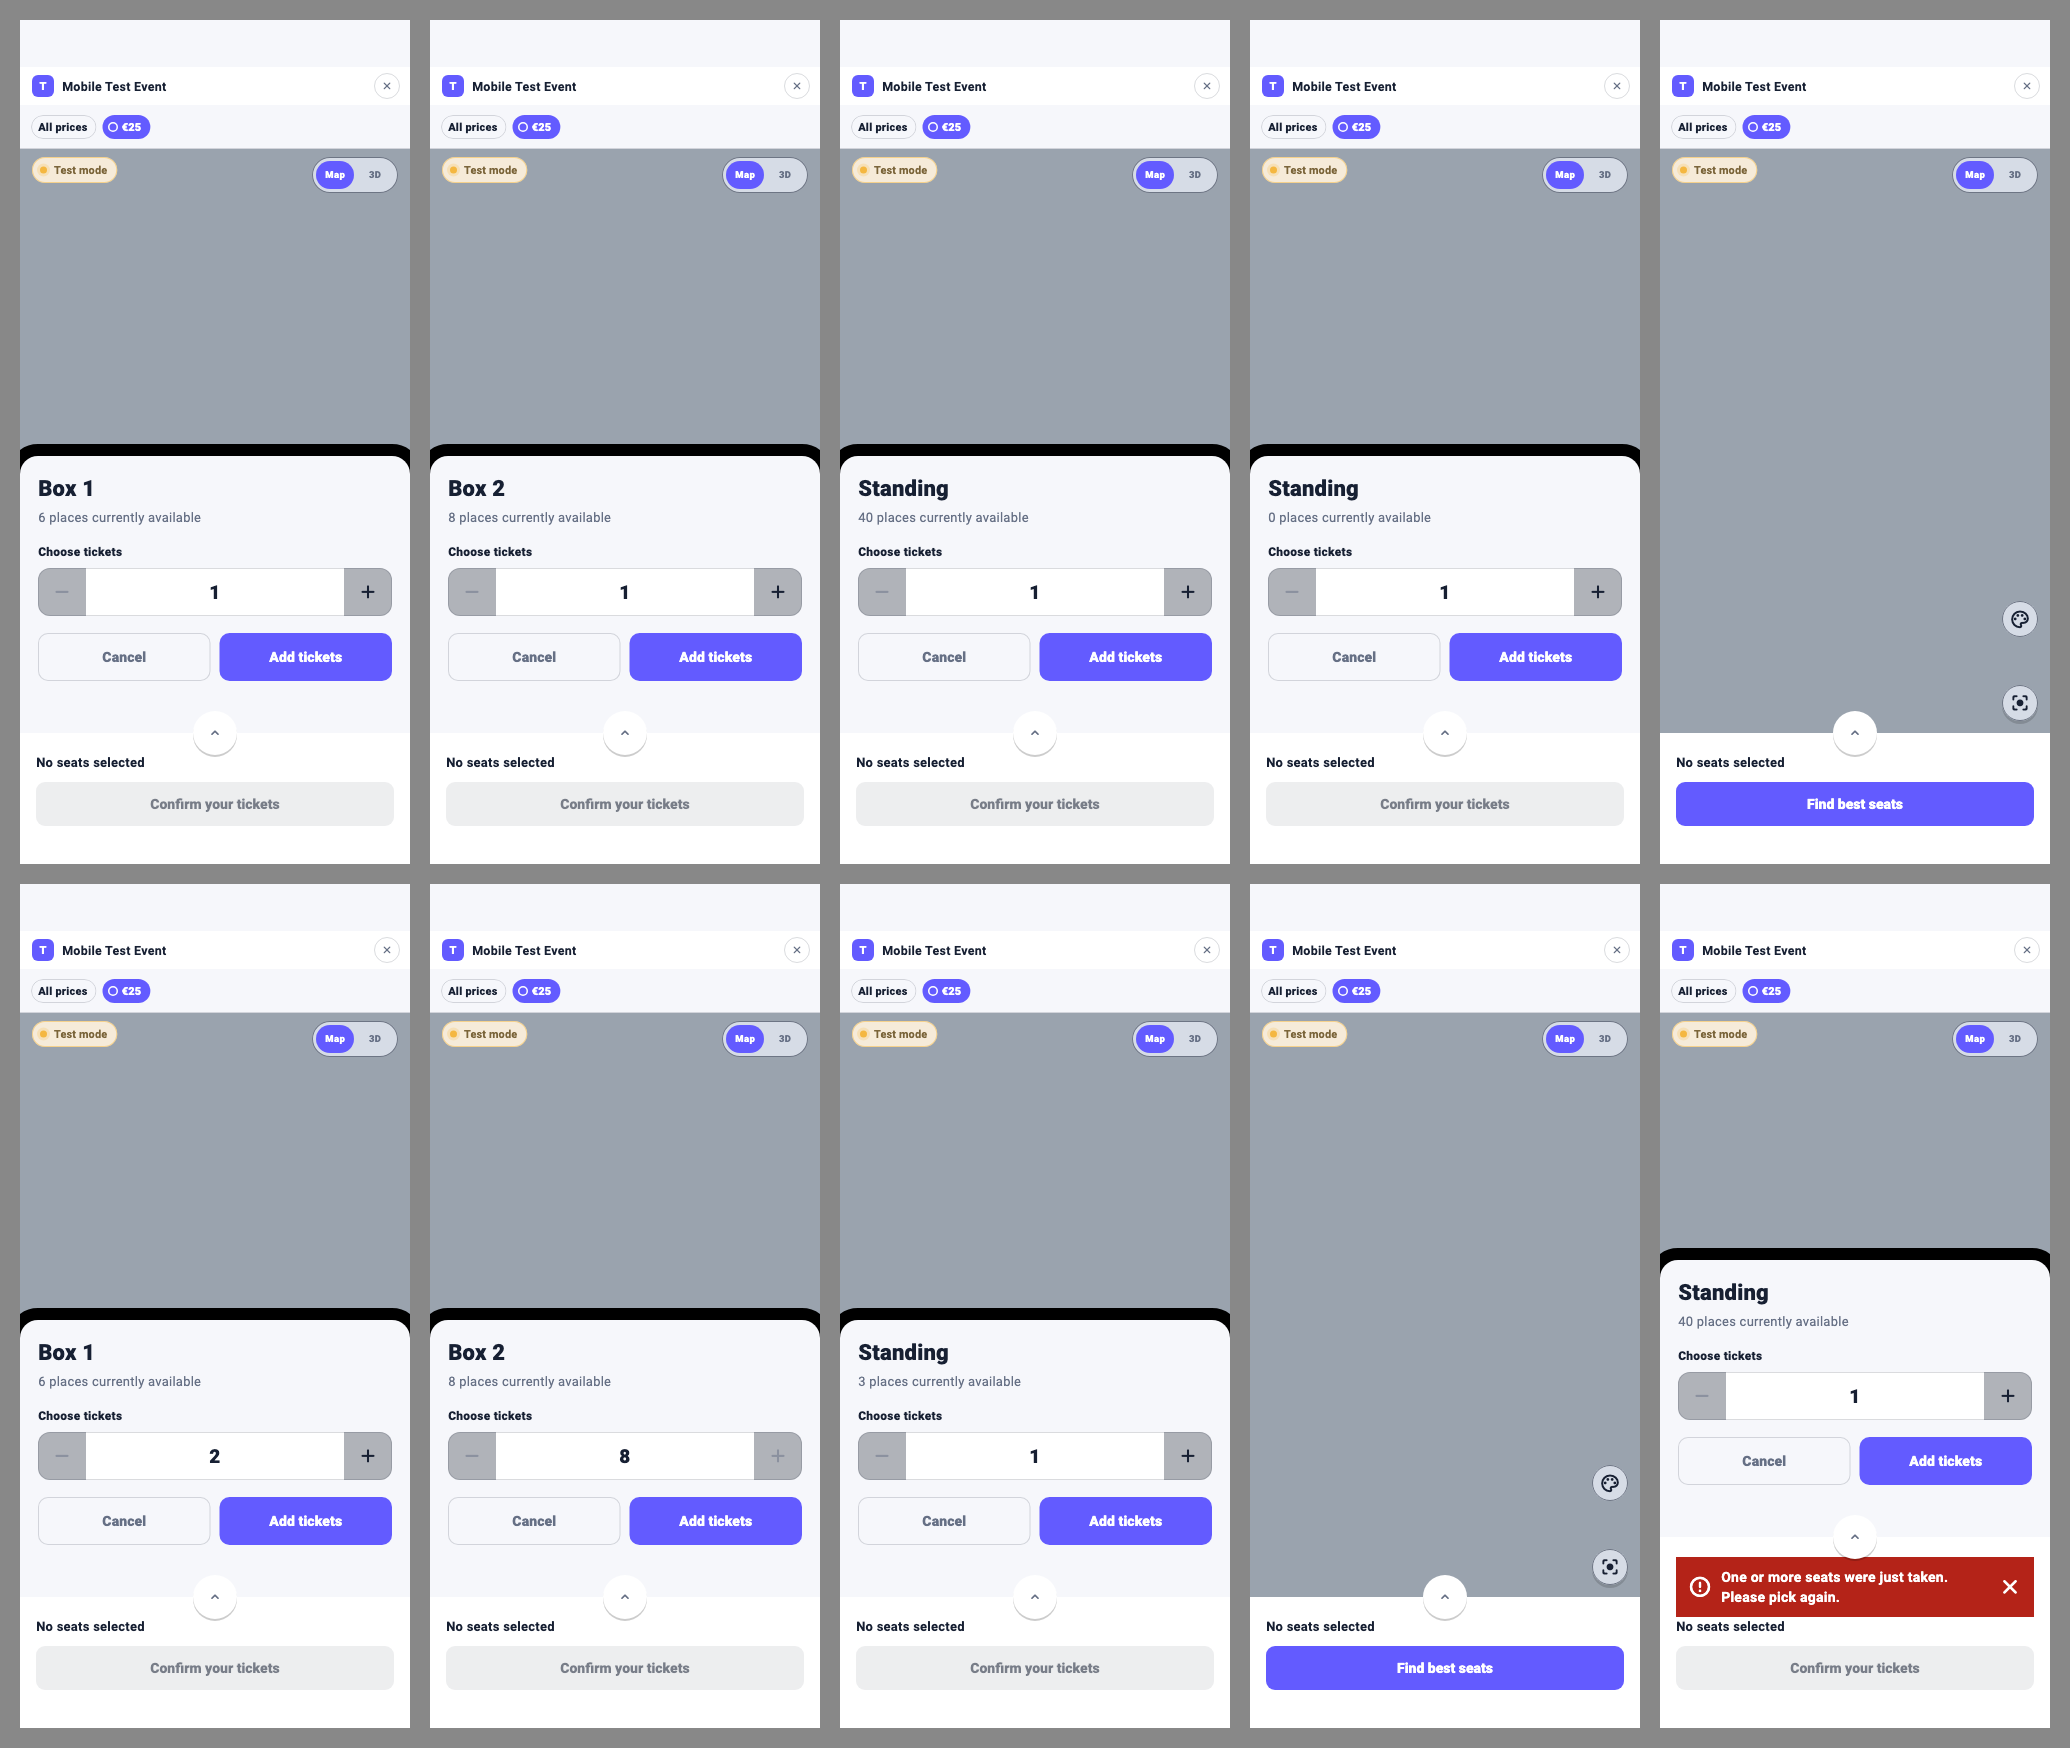 T Mobile Test Event
All prices €25
Test mode Map 3D
Box 1
6 places currently available
Choose tickets
1
Cancel Add tickets
No seats selected
Confirm your tickets
T Mobile Test Event
All prices €25
Test mode Map 3D
Box 2
8 places currently available
Choose tickets
1
Cancel Add tickets
No seats selected
Confirm your tickets
T Mobile Test Event
All prices €25
Test mode Map 3D
Standing
40 places currently available
Choose tickets
1
Cancel Add tickets
No seats selected
Confirm your tickets
T Mobile Test Event
All prices €25
Test mode Map 3D
Standing
0 places currently available
Choose tickets
1
Cancel Add tickets
No seats selected
Confirm your tickets
T Mobile Test Event
All prices €25
Test mode Map 3D
No seats selected
Find best seats
T Mobile Test Event
All prices €25
Test mode Map 3D
Box 1
6 places currently available
Choose tickets
2
Cancel Add tickets
No seats selected
Confirm your tickets
T Mobile Test Event
All prices €25
Test mode Map 3D
Box 2
8 places currently available
Choose tickets
8
Cancel Add tickets
No seats selected
Confirm your tickets
T Mobile Test Event
All prices €25
Test mode Map 3D
Standing
3 places currently available
Choose tickets
1
Cancel Add tickets
No seats selected
Confirm your tickets
T Mobile Test Event
All prices €25
Test mode Map 3D
No seats selected
Find best seats
T Mobile Test Event
All prices €25
Test mode Map 3D
Standing
40 places currently available
Choose tickets
1
Cancel Add tickets
One or more seats were just taken.
Please pick again.
No seats selected
Confirm your tickets